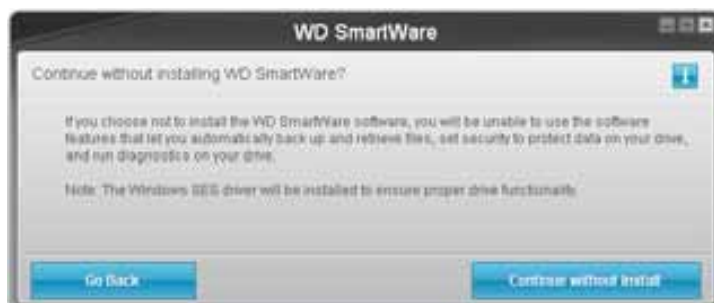 WD SmartWare
Continue without installing WD SmartWare?
If you choose not to install the WD SmartWare software, you will be unable to use the software
features that let you automatically back up and retrieve files, set security to protect data on your drive,
and run diagnostics on your drive.
Note: The Windows SES driver will be installed to ensure proper drive functionality.
Go Back
Continue without Install